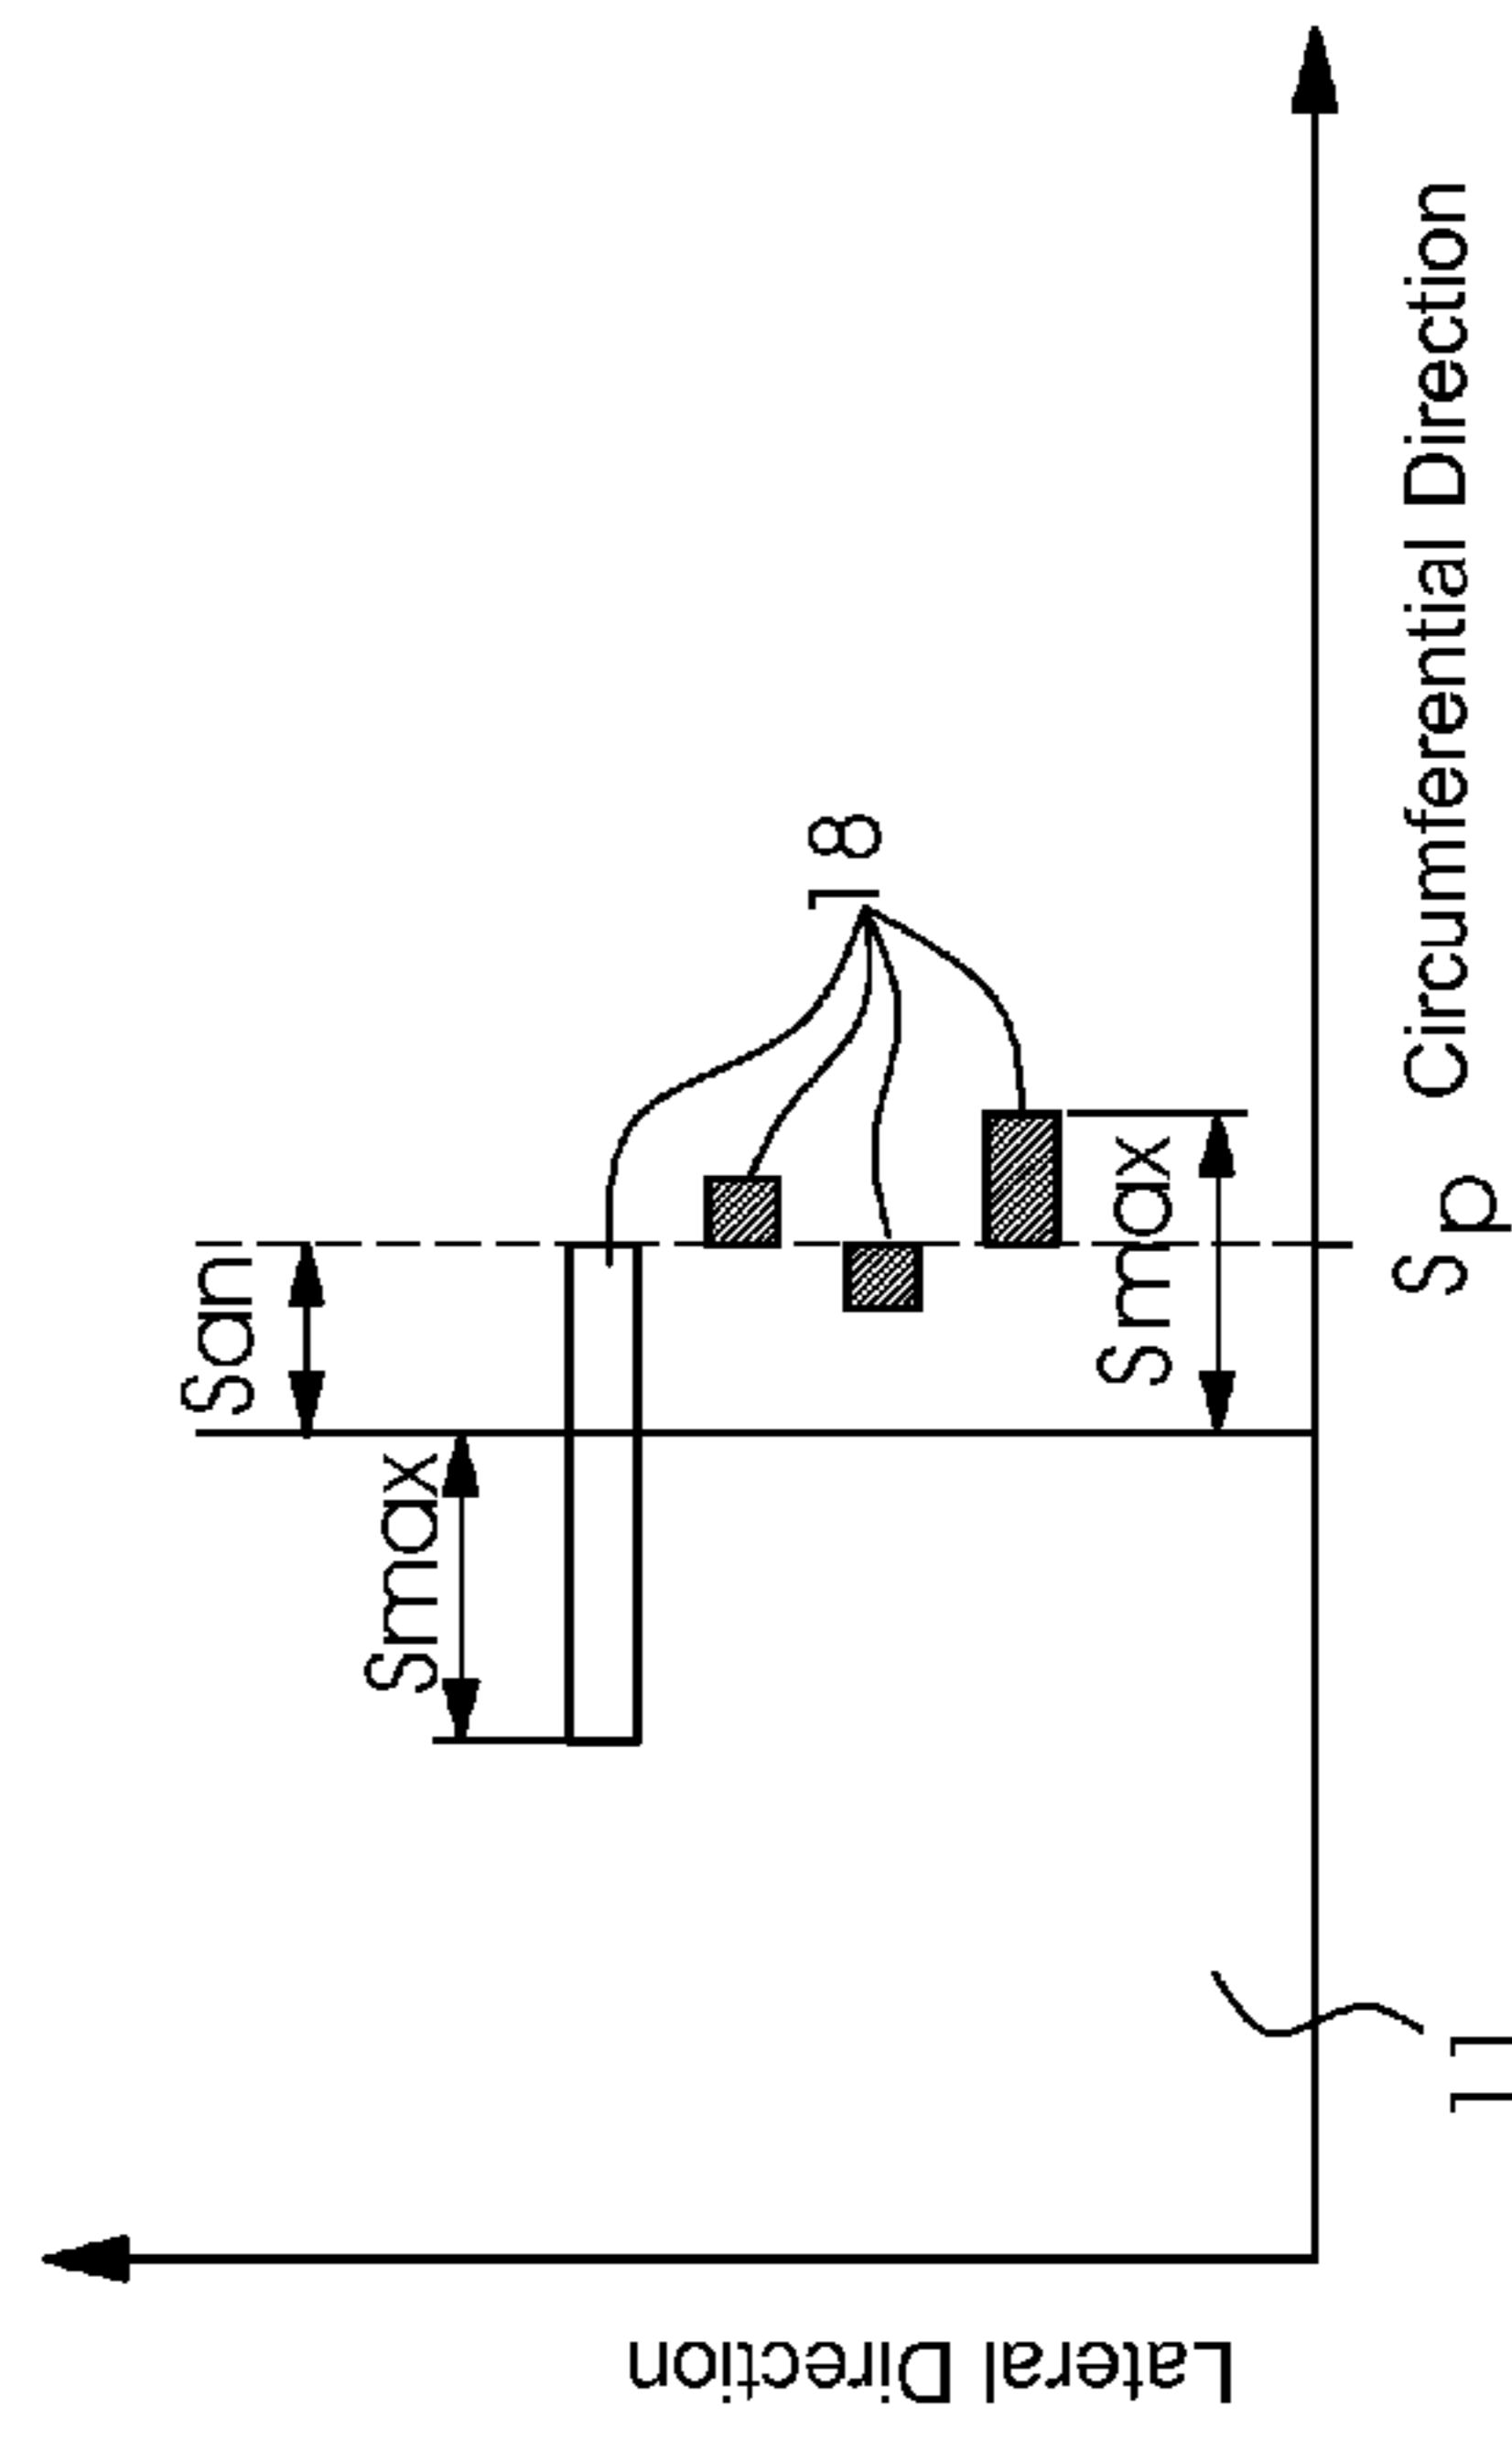 San
Smax
18
Smax
Sp
Circumferential Direction
11
Lateral Direction